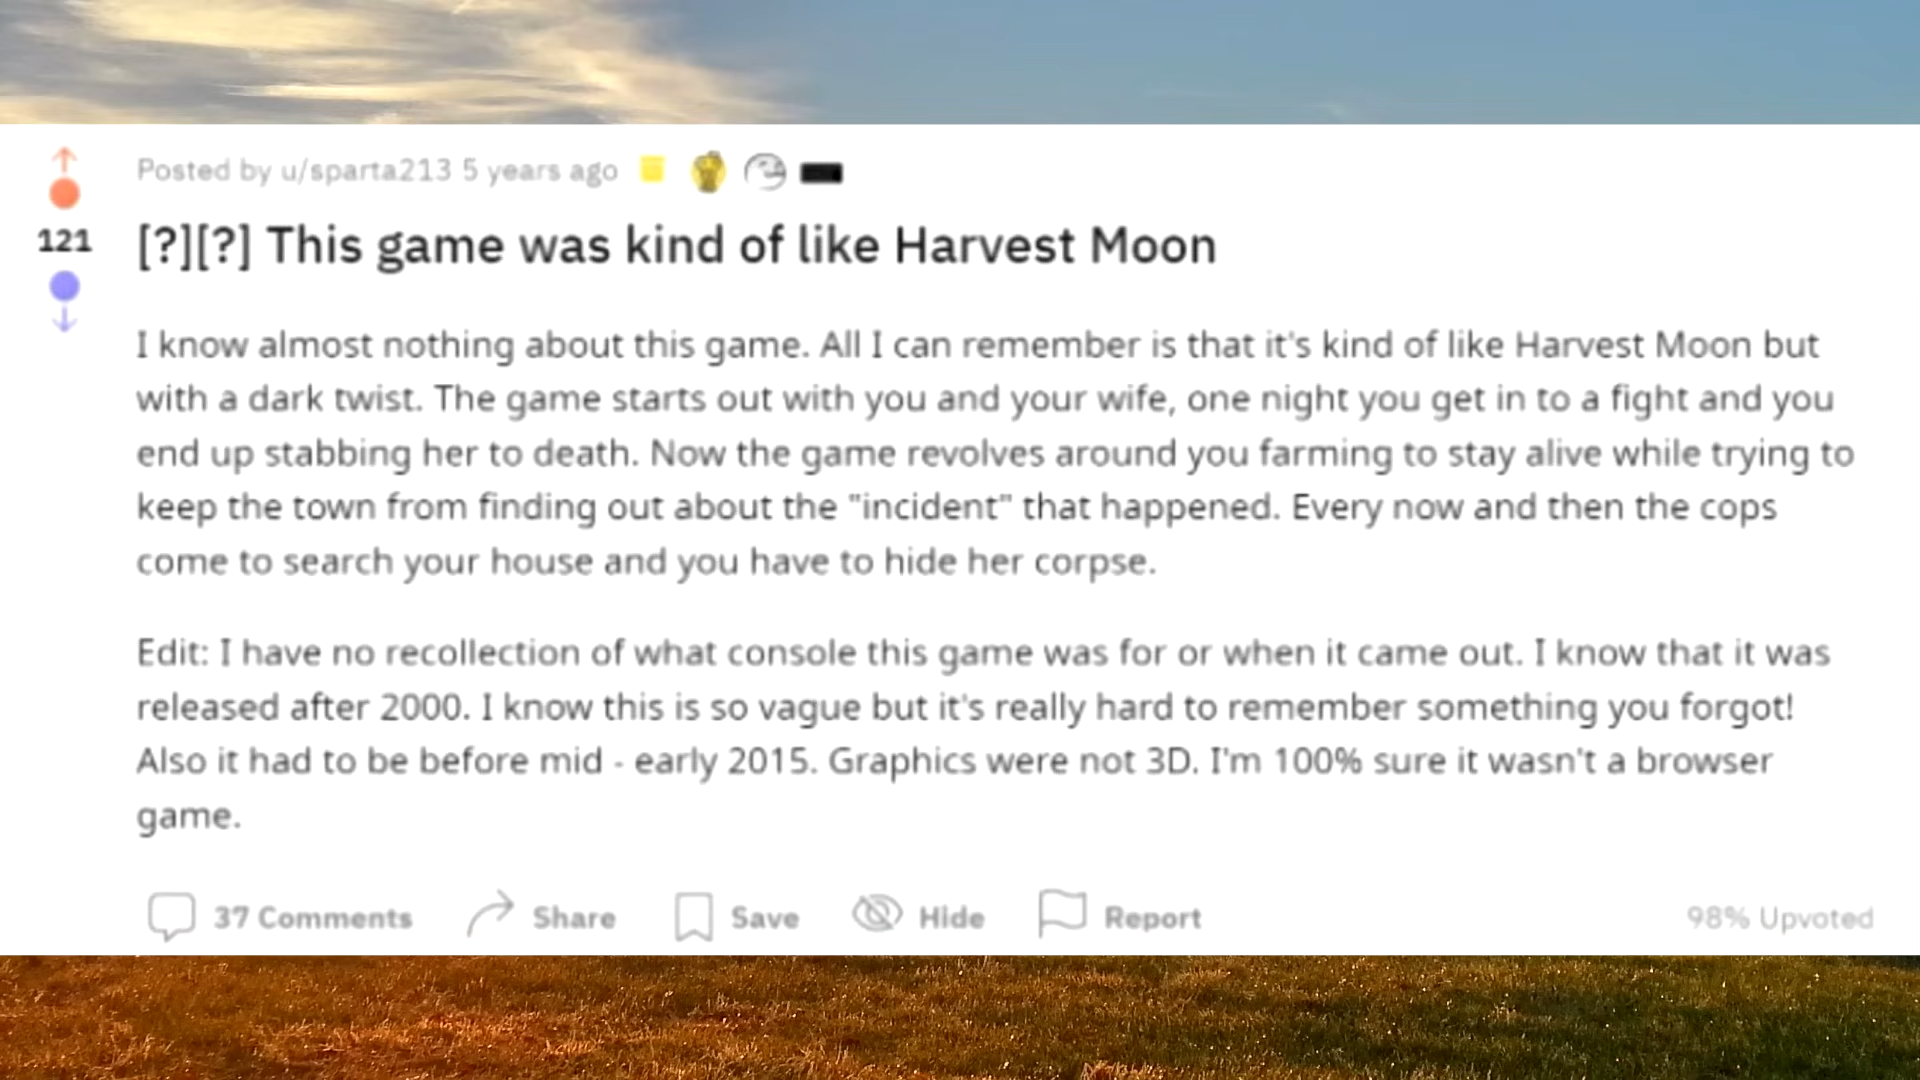 Posted by u/sparta213 5 years ago
121
[?][?] This game was kind of like Harvest Moon
I know almost nothing about this game. All I can remember is that it's kind of like Harvest Moon but
with a dark twist. The game starts out with you and your wife, one night you get in to a fight and you
end up stabbing her to death. Now the game revolves around you farming to stay alive while trying to
keep the town from finding out about the "incident" that happened. Every now and then the cops
come to search your house and you have to hide her corpse.
Edit: I have no recollection of what console this game was for or when it came out. I know that it was
released after 2000. I know this is so vague but it's really hard to remember something you forgot!
Also it had to be before mid - early 2015. Graphics were not 3D. I'm 100% sure it wasn't a browser
game.
37 Comments Share Save Hide Report 98% Upvoted